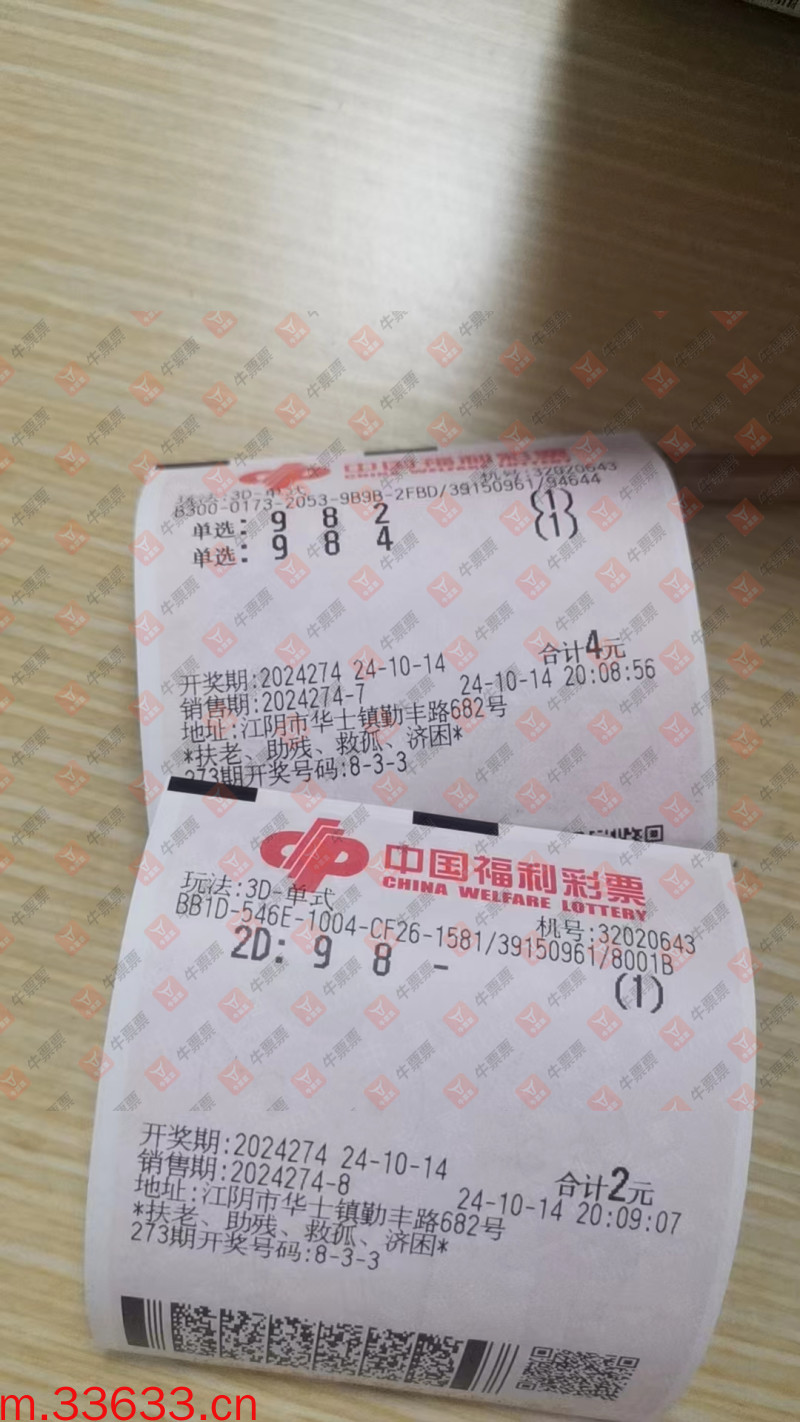 中国福利彩票
玩法:3D-单式 机号:32020643
B300-0173-2053-9B9B-2FBD/39150961/94644
单选: 9 8 2 (1)
单选: 9 8 4 (1)
合计4元
开奖期:2024274 24-10-14
销售期:2024274-7 24-10-14 20:08:56
地址:江阴市华士镇勤丰路682号
*扶老、助残、救孤、济困*
273期开奖号码:8-3-3
中国福利彩票
CHINA WELFARE LOTTERY
玩法:3D-单式 机号:32020643
BB1D-546E-1004-CF26-1581/39150961/8001B
2D: 9 8 - (1)
开奖期:2024274 24-10-14 合计2元
销售期:2024274-8 24-10-14 20:09:07
地址:江阴市华士镇勤丰路682号
*扶老、助残、救孤、济困*
273期开奖号码:8-3-3
牛票票
m.33633.cn